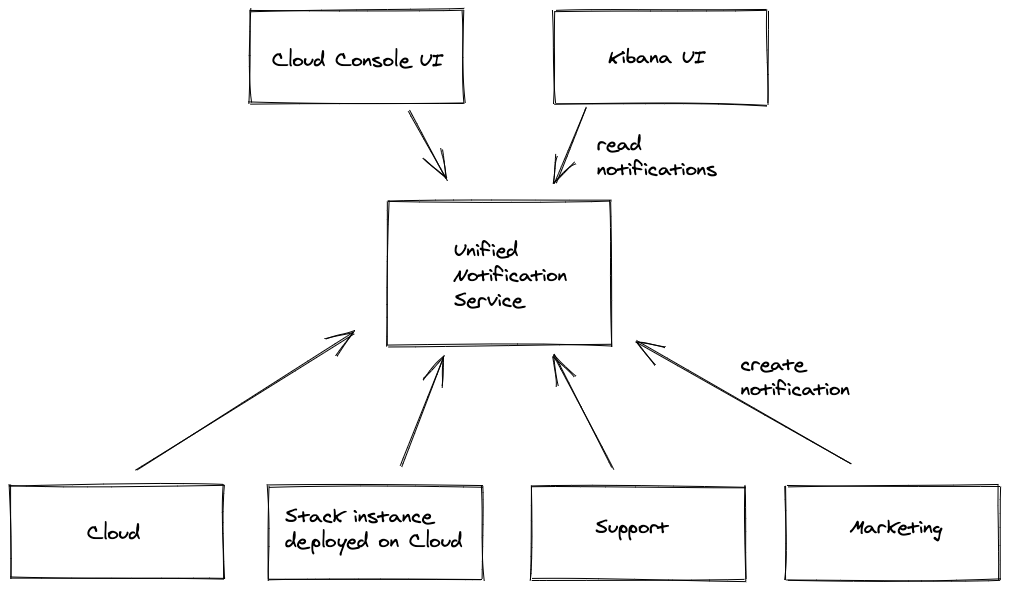 Cloud Console UI
Kibana UI
read
notifications
Unified
Notification
Service
create
notification
Cloud
Stack instance
deployed on Cloud
Support
Marketing